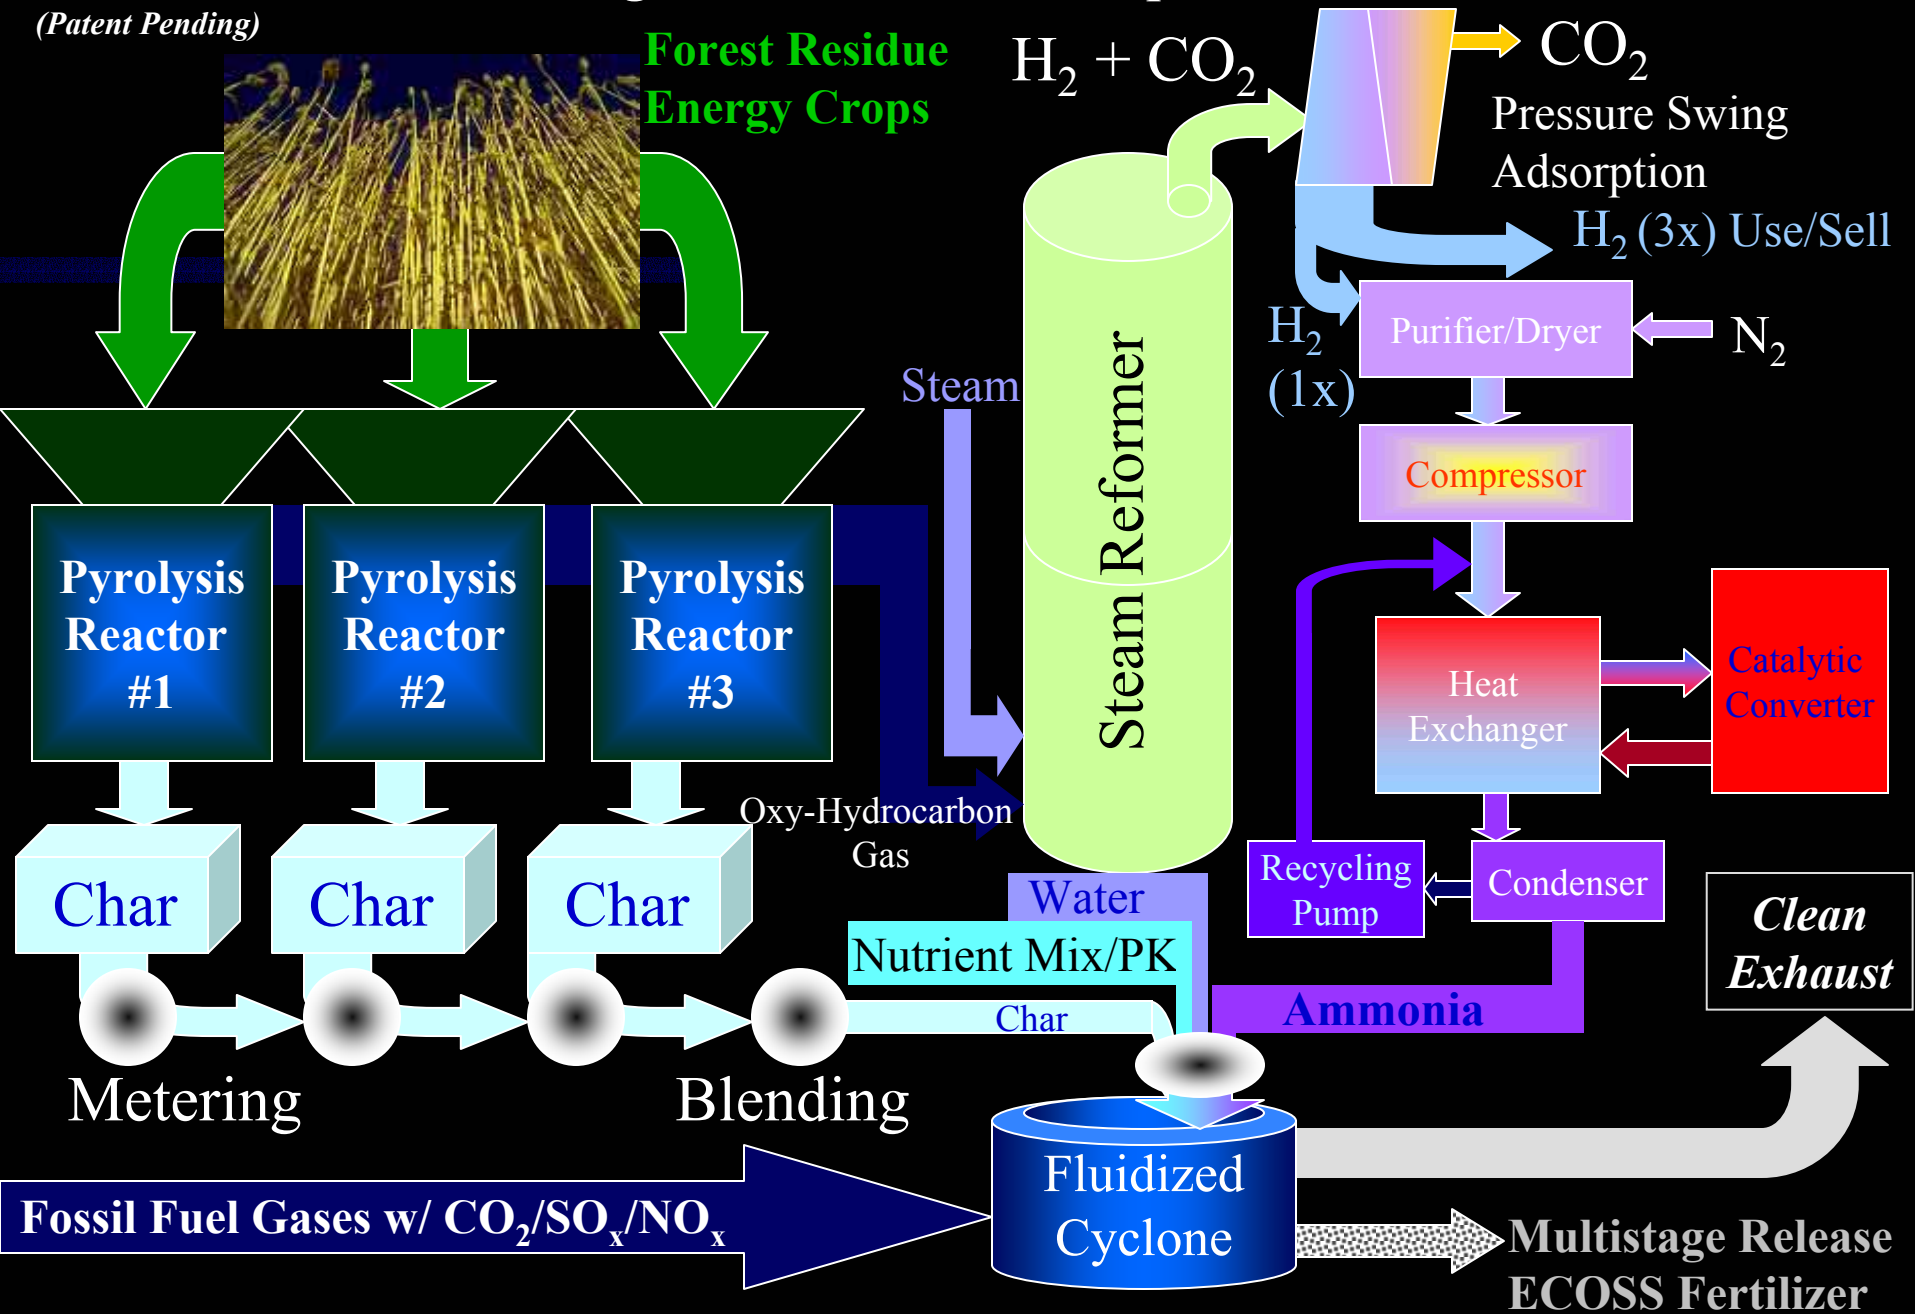 (Patent Pending)
Forest Residue
Energy Crops
H2 + CO2
CO2
Pressure Swing
Adsorption
H2 (3x) Use/Sell
H2
(1x)
Purifier/Dryer
N2
Steam
Compressor
Steam Reformer
Pyrolysis
Reactor
#1
Pyrolysis
Reactor
#2
Pyrolysis
Reactor
#3
Heat
Exchanger
Catalytic
Converter
Oxy-Hydrocarbon
Gas
Char
Char
Char
Recycling
Pump
Condenser
Water
Nutrient Mix/PK
Char
Ammonia
Clean
Exhaust
Metering
Blending
Fluidized
Cyclone
Fossil Fuel Gases w/ CO2/SOx/NOx
Multistage Release
ECOSS Fertilizer